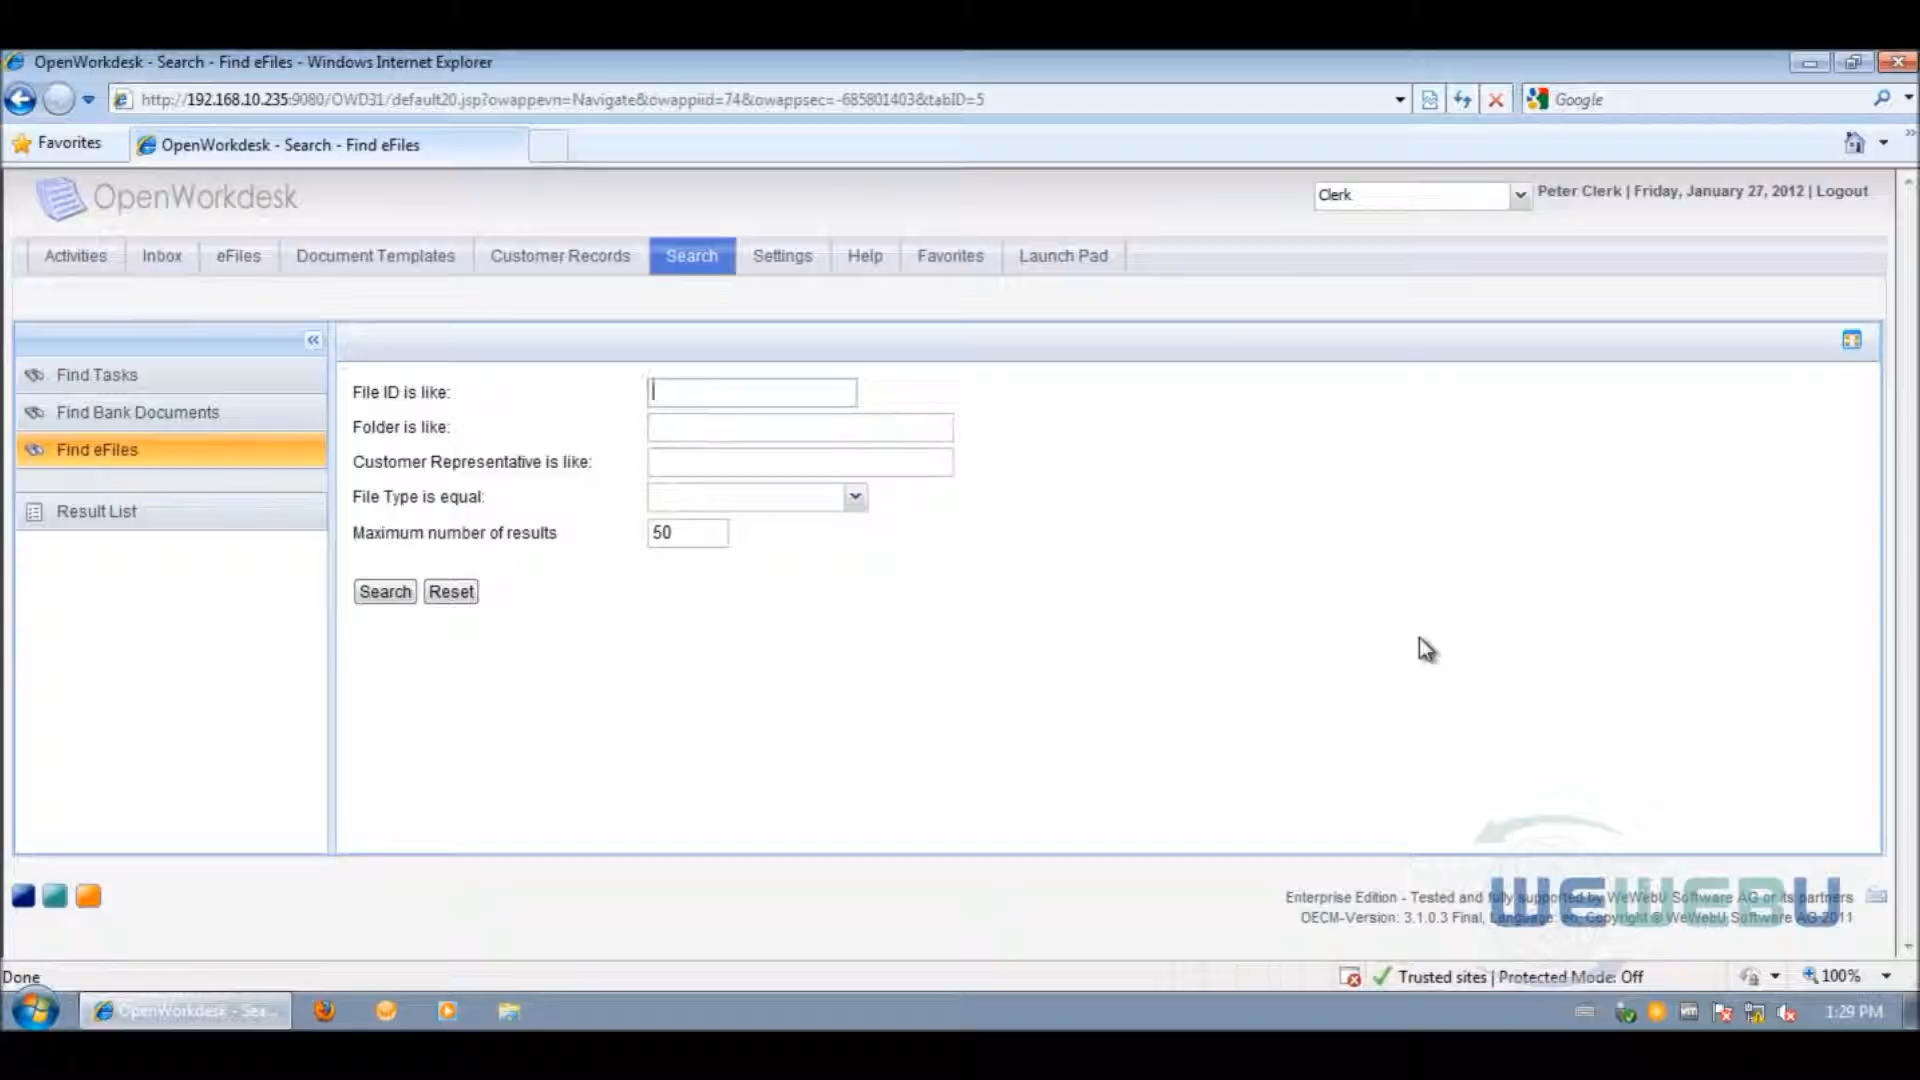 OpenWorkdesk - Search - Find eFiles - Windows Internet Explorer
http://192.168.10.235:9080/OWD31/default20.jsp?owappevn=Navigate&owappiid=74&owappsec=-685801403&tabID=5
Google
Favorites
OpenWorkdesk - Search - Find eFiles
OpenWorkdesk
Clerk
Peter Clerk | Friday, January 27, 2012 | Logout
Activities
Inbox
eFiles
Document Templates
Customer Records
Search
Settings
Help
Favorites
Launch Pad
Find Tasks
Find Bank Documents
Find eFiles
Result List
File ID is like:
Folder is like:
Customer Representative is like:
File Type is equal:
Maximum number of results
50
Search
Reset
WEWEBU
Enterprise Edition - Tested and fully supported by WeWebU Software AG or its partners
OECM-Version: 3.1.0.3 Final, Language: en, Copyright © WeWebU Software AG 2011
Done
Trusted sites | Protected Mode: Off
100%
OpenWorkdesk - Sea...
1:29 PM